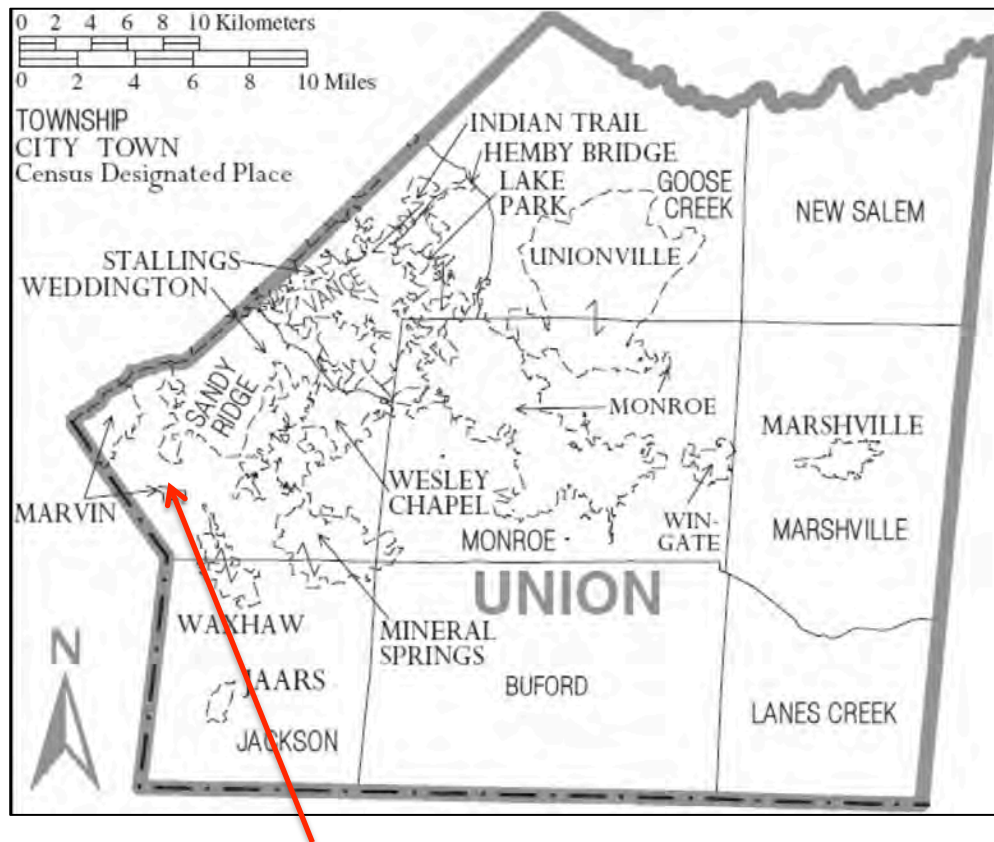 0 2 4 6 8 10 Kilometers
0 2 4 6 10 Miles
TOWNSHIP
CITY TOWN
Census Designated Place
INDIAN TRAIL
HEMBY BRIDGE
LAKE
PARK
GOOSE
CREEK
NEW SALEM
UNIONVILLE
STALLINGS
WEDDINGTON
VANCE
SANDY
RIDGE
MONROE
MARSHVILLE
WESLEY
CHAPEL
MARVIN
MONROE
WIN-
GATE
MARSHVILLE
UNION
WAXHAW
MINERAL
SPRINGS
N
JAARS
BUFORD
LANES CREEK
JACKSON